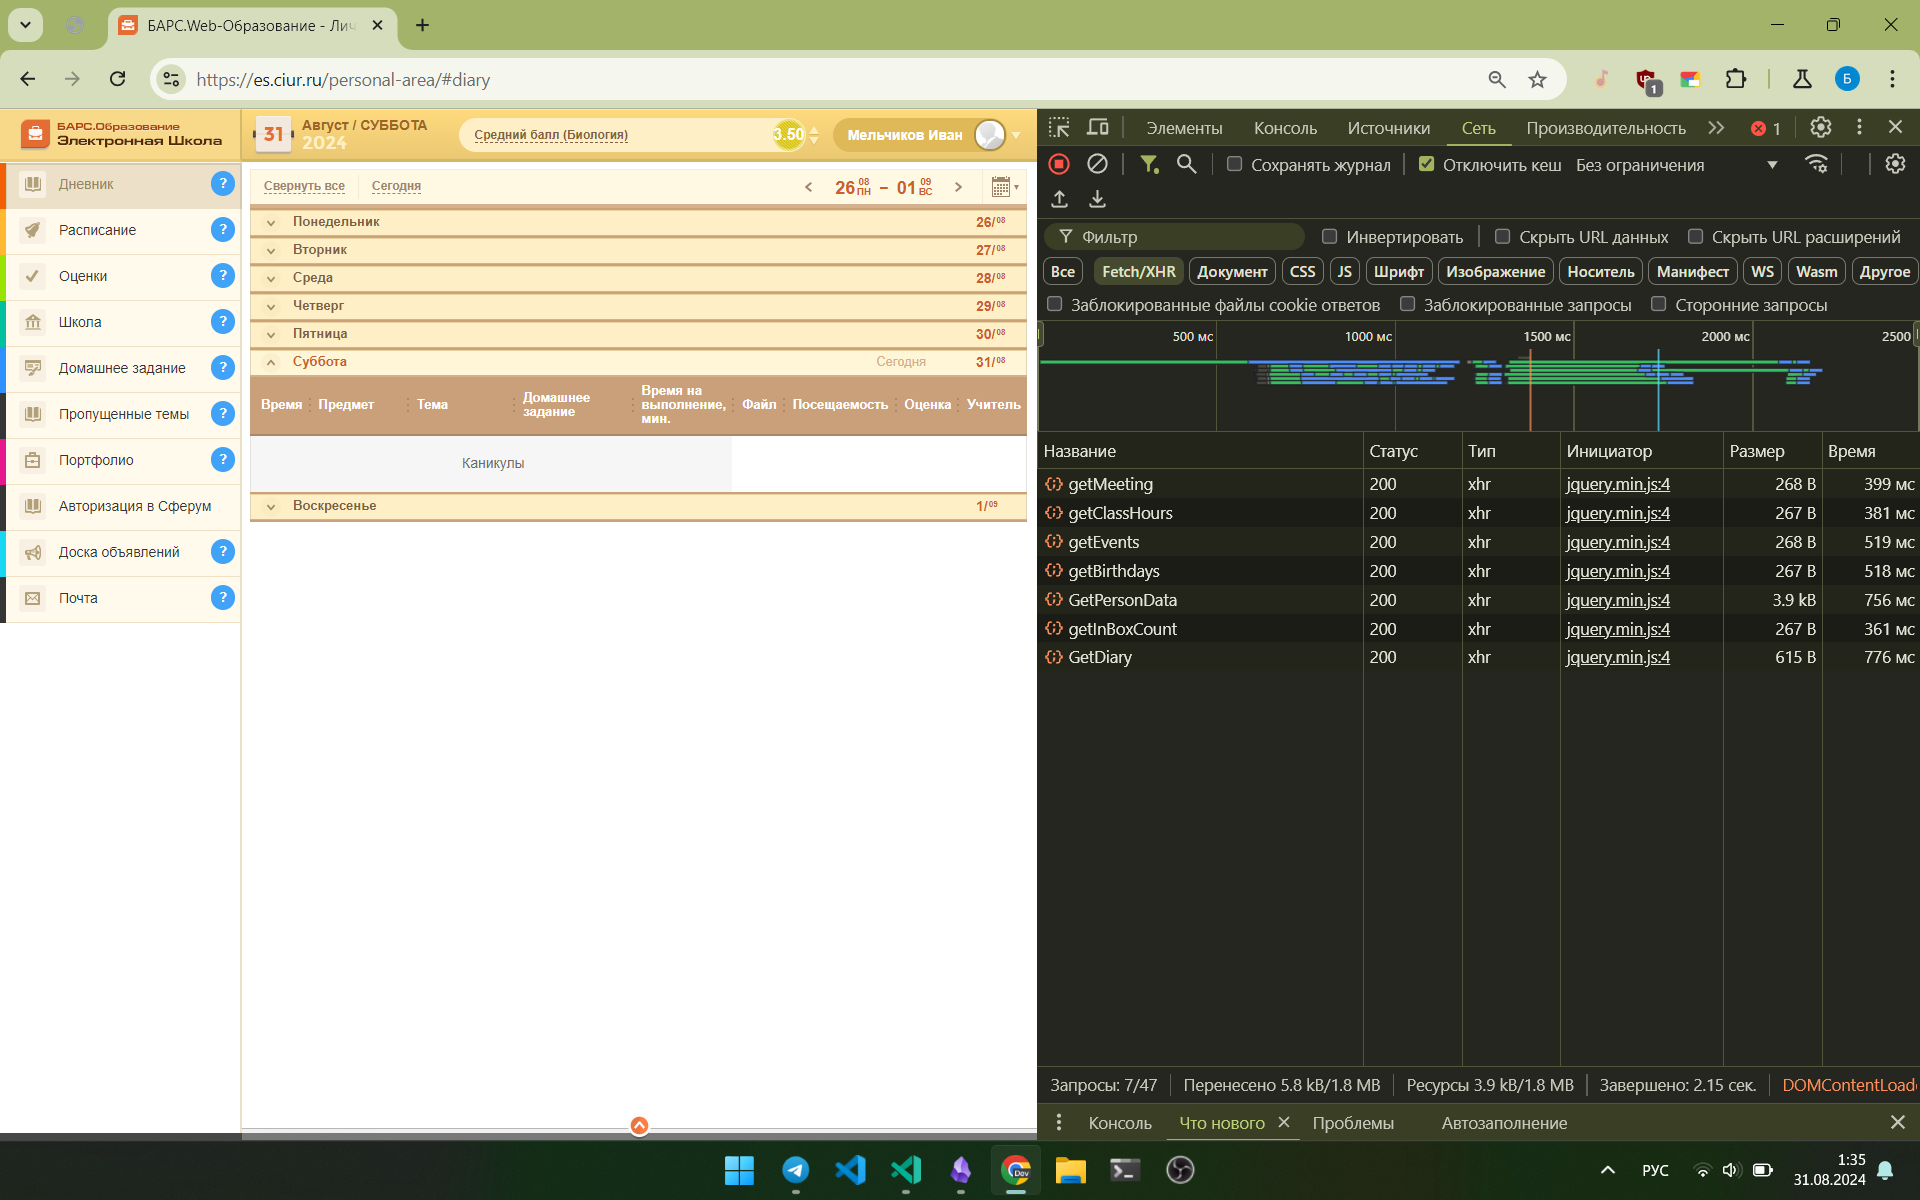 БАРС.Web-Образование - Лич
https://es.ciur.ru/personal-area/#diary
1
Б
БАРС.Образование
Электронная Школа
31
Август / СУББОТА
2024
Средний балл (Биология)
3.50
Мельчиков Иван
Дневник ?
Расписание ?
Оценки ?
Школа ?
Домашнее задание ?
Пропущенные темы ?
Портфолио ?
Авторизация в Сферум
Доска объявлений ?
Почта ?
Свернуть все
Сегодня
26 08 ПН – 01 09 ВС
Понедельник 26/08
Вторник 27/08
Среда 28/08
Четверг 29/08
Пятница 30/08
Суббота Сегодня 31/08
Время
Предмет
Тема
Домашнее задание
Время на выполнение, мин.
Файл
Посещаемость
Оценка
Учитель
Каникулы
Воскресенье 1/09
Элементы Консоль Источники Сеть Производительность 1
Сохранять журнал Отключить кеш Без ограничения
Фильтр Инвертировать Скрыть URL данных Скрыть URL расширений
Все Fetch/XHR Документ CSS JS Шрифт Изображение Носитель Манифест WS Wasm Другое
Заблокированные файлы cookie ответов Заблокированные запросы Сторонние запросы
500 мс 1000 мс 1500 мс 2000 мс 2500
Название Статус Тип Инициатор Размер Время
getMeeting 200 xhr jquery.min.js:4 268 B 399 мс
getClassHours 200 xhr jquery.min.js:4 267 B 381 мс
getEvents 200 xhr jquery.min.js:4 268 B 519 мс
getBirthdays 200 xhr jquery.min.js:4 267 B 518 мс
GetPersonData 200 xhr jquery.min.js:4 3.9 kB 756 мс
getInBoxCount 200 xhr jquery.min.js:4 267 B 361 мс
GetDiary 200 xhr jquery.min.js:4 615 B 776 мс
Запросы: 7/47 Перенесено 5.8 kB/1.8 MB Ресурсы 3.9 kB/1.8 MB Завершено: 2.15 сек. DOMContentLoad
Консоль Что нового Проблемы Автозаполнение
Dev
РУС
1:35
31.08.2024